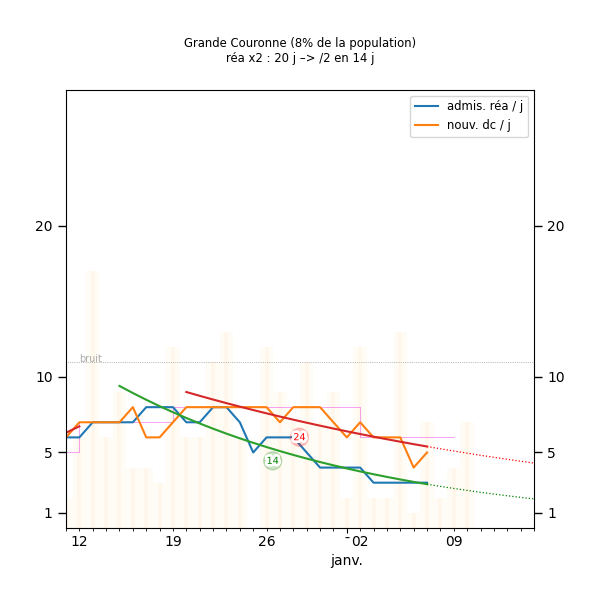 Grande Couronne (8% de la population)
réa x2 : 20 j –> /2 en 14 j
admis. réa / j
nouv. dc / j
20
20
bruit
10
10
24
14
5
5
1
1
12
19
26
02
09
janv.